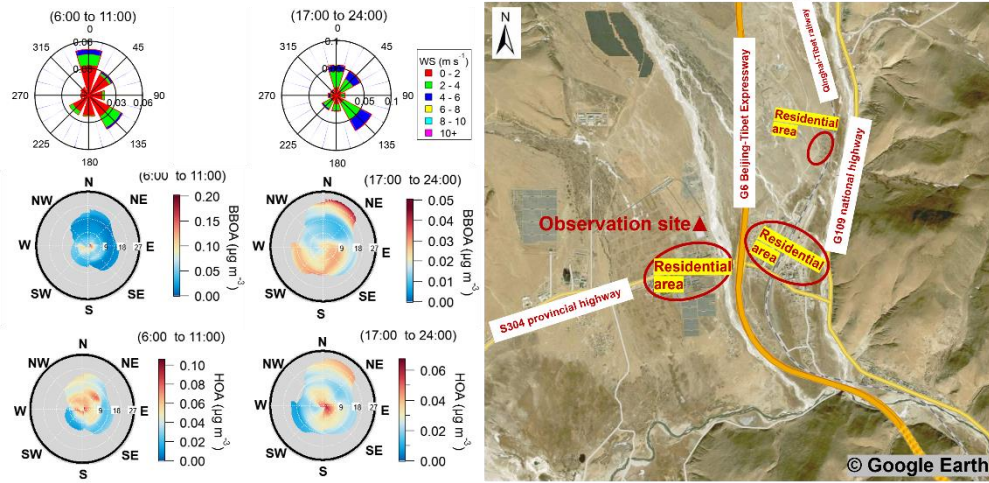 (6:00 to 11:00)
0
0.06
45
90
0.03 0.06
135
180
225
270
315
(17:00 to 24:00)
0
0.1
45
90
0.05
0.1
135
180
225
270
315
WS (m s⁻¹)
0 - 2
2 - 4
4 - 6
6 - 8
8 - 10
10+
(6:00 to 11:00)
N
NE
E
SE
S
SW
W
NW
9 18 27
0.20
0.15
0.10
0.05
0.00
BBOA (µg m⁻³)
(17:00 to 24:00)
N
NE
E
SE
S
SW
W
NW
9 18 27
0.05
0.04
0.03
0.02
0.01
0.00
BBOA (µg m⁻³)
(6:00 to 11:00)
N
NE
E
SE
S
SW
W
NW
9 18 27
0.10
0.08
0.06
0.04
0.02
0.00
HOA (µg m⁻³)
(17:00 to 24:00)
N
NE
E
SE
S
SW
W
NW
9 18 27
0.06
0.04
0.02
0.00
HOA (µg m⁻³)
N
G6 Beijing-Tibet Expressway
Qinghai-Tibet railway
Residential
area
G109 national highway
Observation site
Residential
area
Residential
area
S304 provincial highway
© Google Earth